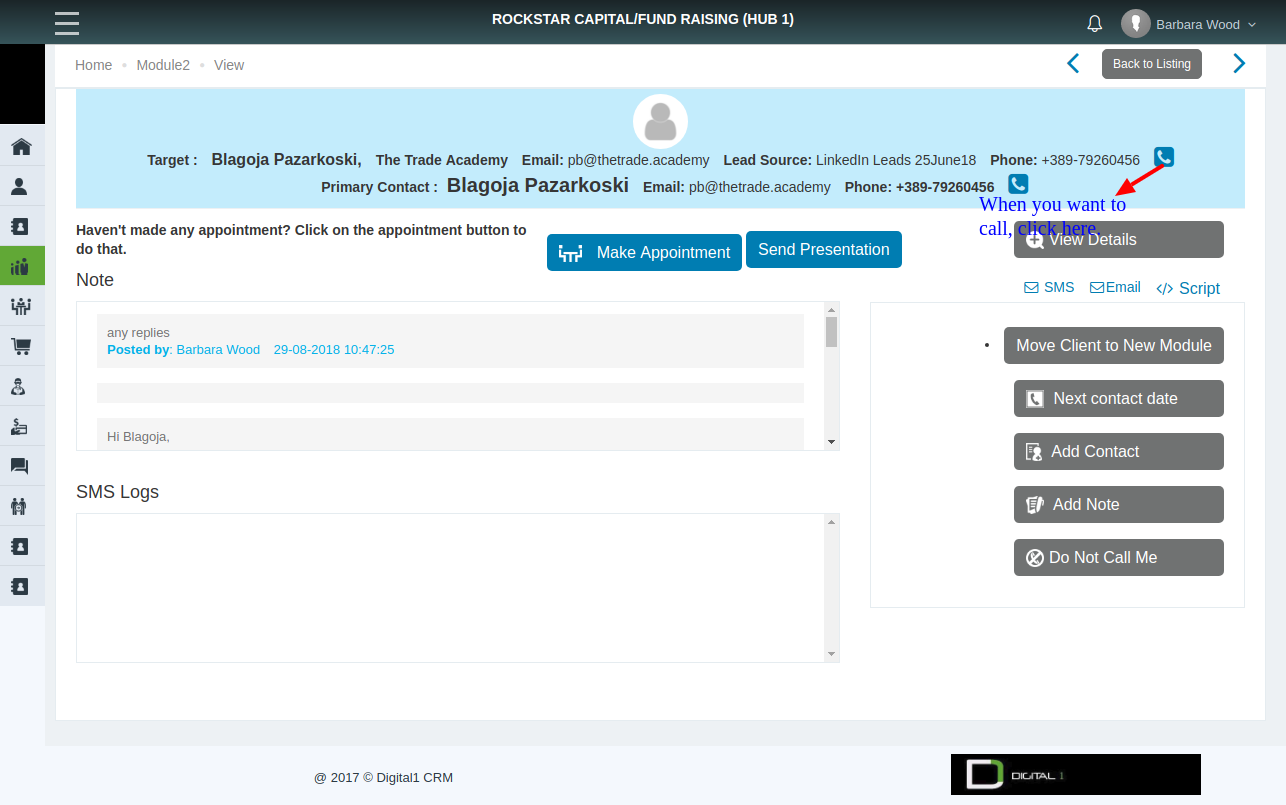 ROCKSTAR CAPITAL/FUND RAISING (HUB 1)
Barbara Wood
Home Module2 View
Back to Listing
Target : Blagoja Pazarkoski, The Trade Academy Email: pb@thetrade.academy Lead Source: LinkedIn Leads 25June18 Phone: +389-79260456
Primary Contact : Blagoja Pazarkoski Email: pb@thetrade.academy Phone: +389-79260456
When you want to
call, click here.
Haven't made any appointment? Click on the appointment button to
do that.
Make Appointment
Send Presentation
View Details
Note
SMS Email </> Script
any replies
Posted by: Barbara Wood 29-08-2018 10:47:25
Hi Blagoja,
• Move Client to New Module
Next contact date
Add Contact
Add Note
Do Not Call Me
SMS Logs
@ 2017 © Digital1 CRM
DIGITAL 1